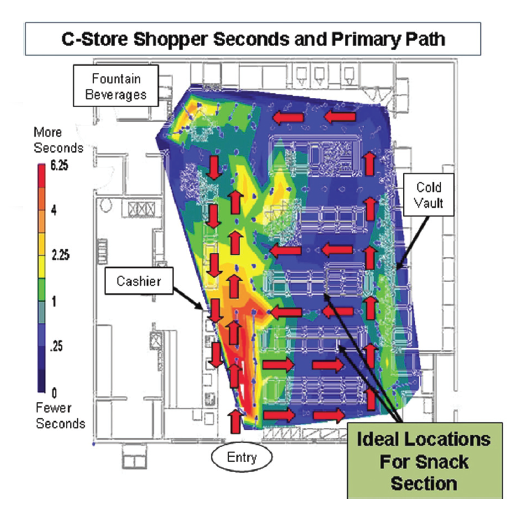 C-Store Shopper Seconds and Primary Path
Fountain
Beverages
More
Seconds
6.25
4
2.25
1
.25
0
Fewer
Seconds
Cold
Vault
Cashier
Entry
Ideal Locations
For Snack
Section